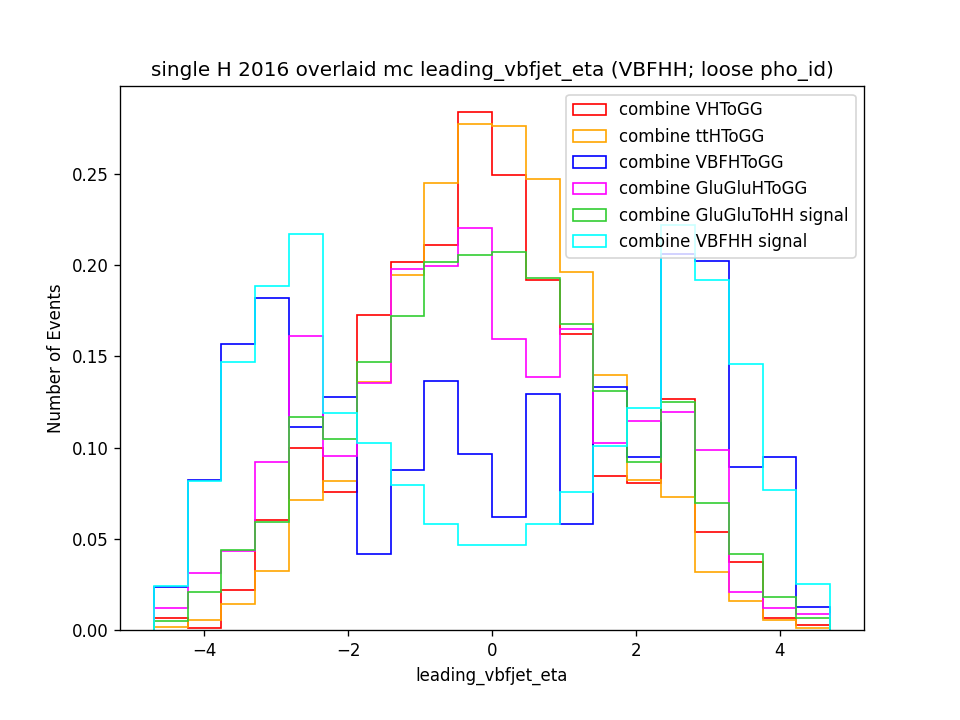 single H 2016 overlaid mc leading_vbfjet_eta (VBFHH; loose pho_id)
combine VHToGG
combine ttHToGG
combine VBFHToGG
combine GluGluHToGG
combine GluGluToHH signal
combine VBFHH signal
Number of Events
0.25
0.20
0.15
0.10
0.05
0.00
−4
−2
0
2
4
leading_vbfjet_eta